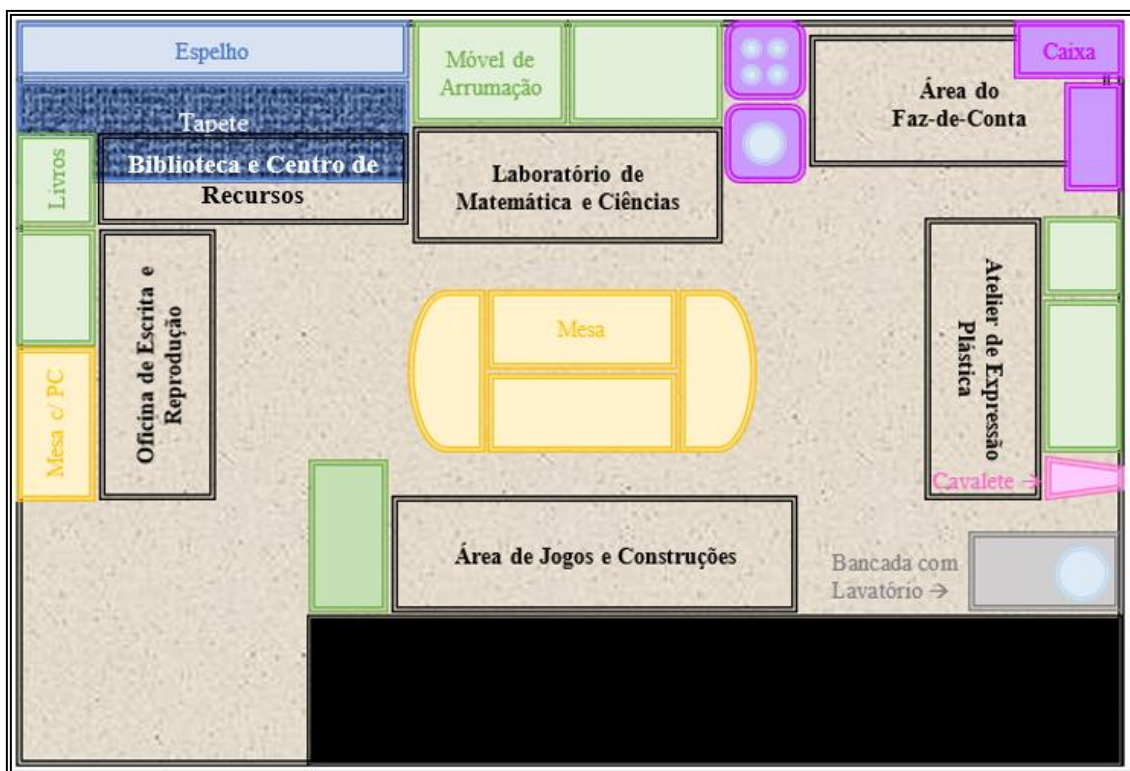 Espelho
Móvel de
Arrumação
Caixa
Área do
Faz-de-Conta
Tapete
Biblioteca e Centro de
Recursos
Livros
Laboratório de
Matemática e Ciências
Oficina de Escrita e
Reprodução
Mesa
Atelier de Expressão
Plástica
Mesa c/ PC
Cavalete →
Área de Jogos e Construções
Bancada com
Lavatório →